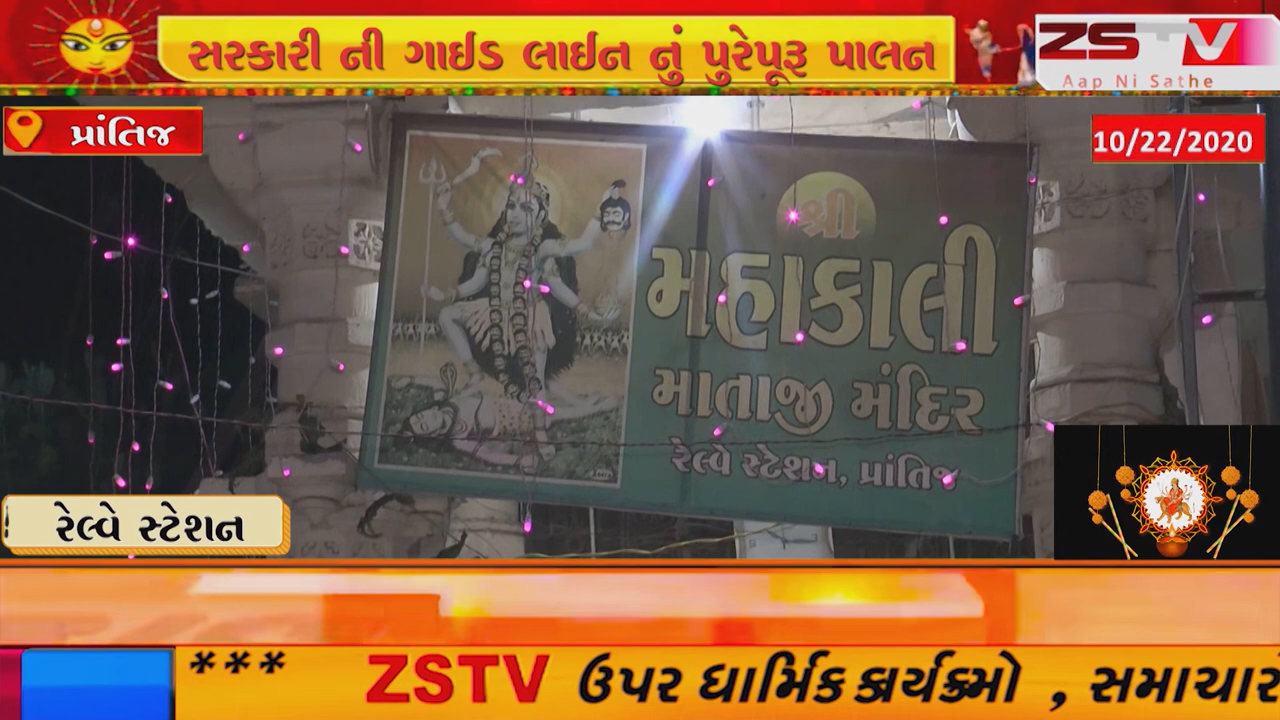 સરકારી ની ગાઈડ લાઈન નું પુરેપૂરૂ પાલન
ZSTV
Aap Ni Sathe
પ્રાંતિજ
10/22/2020
શ્રી
મહાકાલી
માતાજી મંદિર
રેલ્વે સ્ટેશન, પ્રાંતિજ
રેલ્વે સ્ટેશન
*** ZSTV ઉપર ધાર્મિક કાર્યક્રમો , સમાચાર